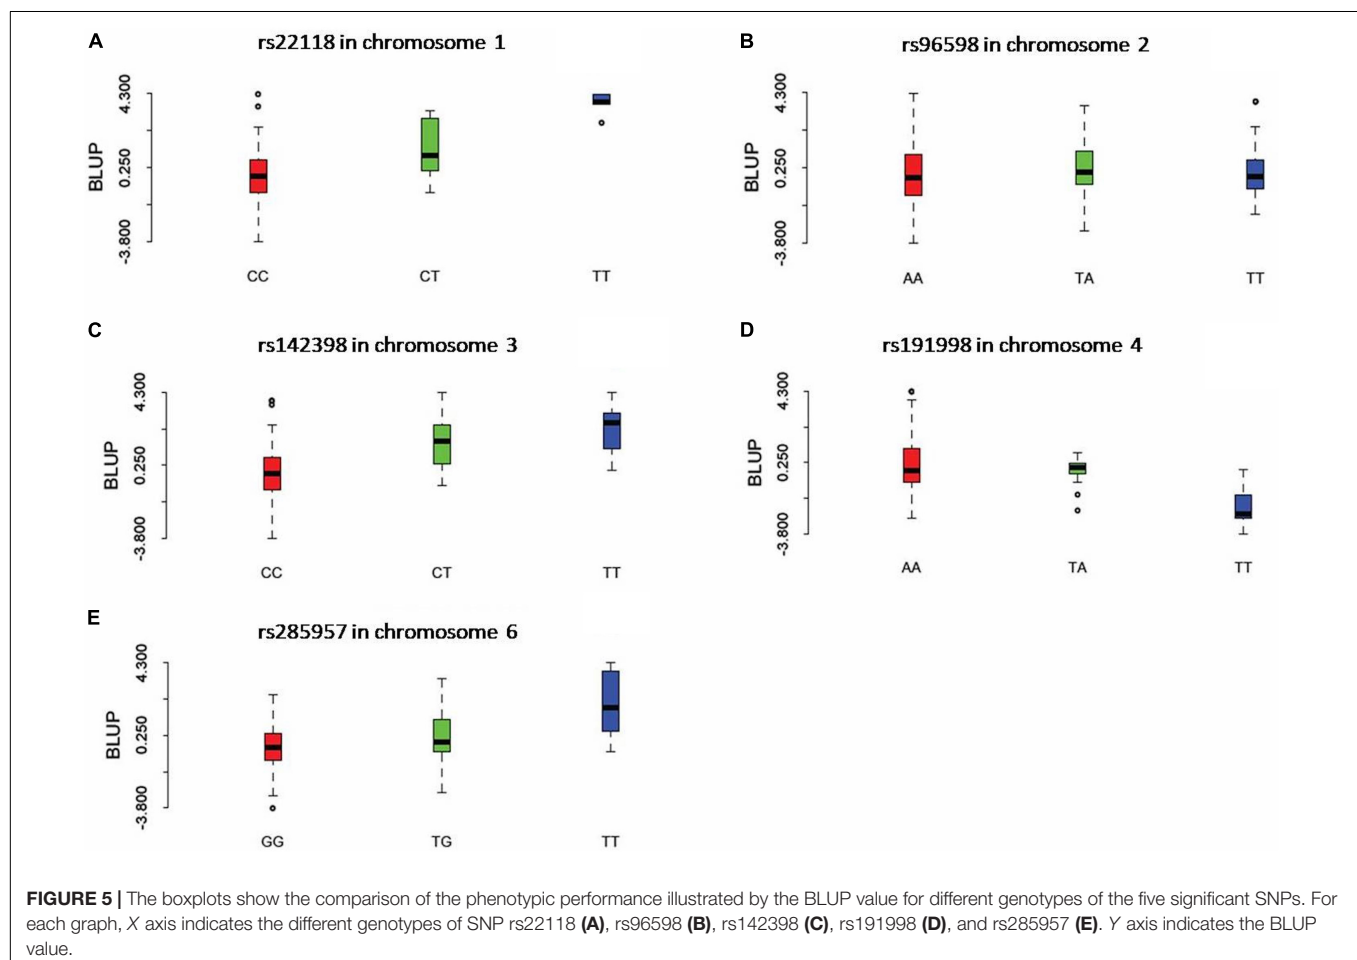 A
rs22118 in chromosome 1
BLUP
4.300
0.250
-3.800
CC
CT
TT
B
rs96598 in chromosome 2
BLUP
4.300
0.250
-3.800
AA
TA
TT
C
rs142398 in chromosome 3
BLUP
4.300
0.250
-3.800
CC
CT
TT
D
rs191998 in chromosome 4
BLUP
4.300
0.250
-3.800
AA
TA
TT
E
rs285957 in chromosome 6
BLUP
4.300
0.250
-3.800
GG
TG
TT
FIGURE 5 | The boxplots show the comparison of the phenotypic performance illustrated by the BLUP value for different genotypes of the five significant SNPs. For
each graph, X axis indicates the different genotypes of SNP rs22118 (A), rs96598 (B), rs142398 (C), rs191998 (D), and rs285957 (E). Y axis indicates the BLUP
value.